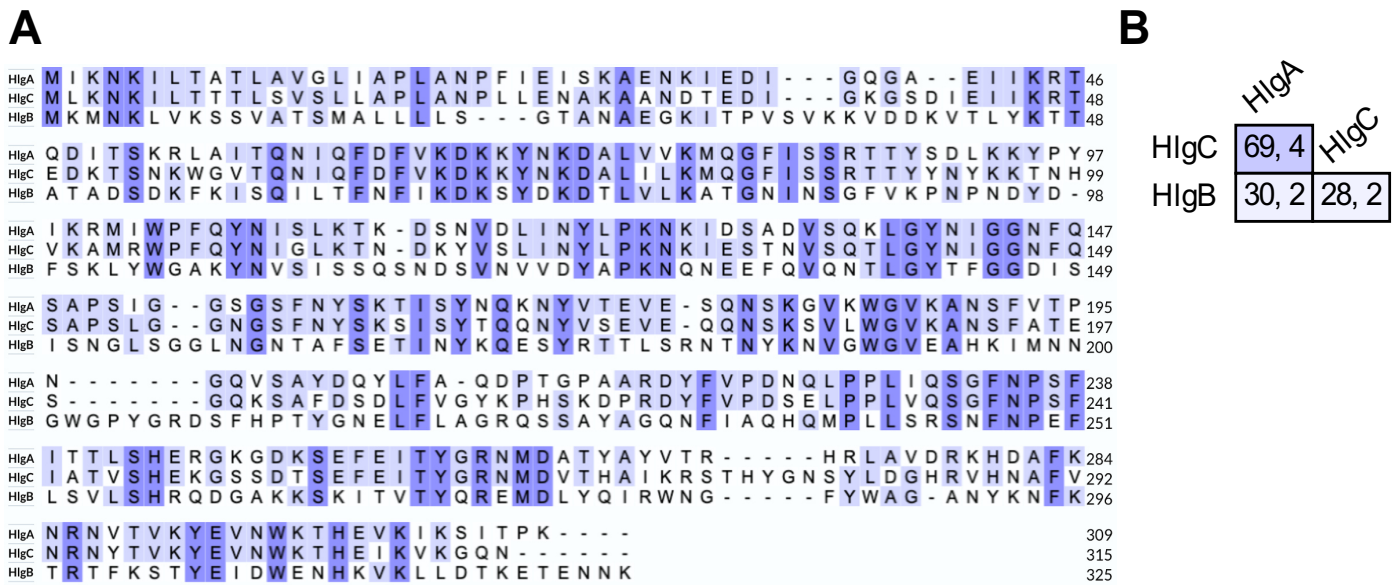 A
HlgA M I K N K I L T A T L A V G L I A P L A N P F I E I S K A E N K I E D I - - - G Q G A - - E I I K R T 46
HlgC M L K N K I L T T T L S V S L L A P L A N P L L E N A K A A N D T E D I - - - G K G S D I E I I K R T 48
HlgB M K M N K L V K S S V A T S M A L L L L S - - - G T A N A E G K I T P V S V K K V D D K V T L Y K T T 48
HlgA Q D I T S K R L A I T Q N I Q F D F V K D K K Y N K D A L V V K M Q G F I S S R T T Y S D L K K Y P Y 97
HlgC E D K T S N K W G V T Q N I Q F D F V K D K K Y N K D A L I L K M Q G F I S S R T T Y Y N Y K K T N H 99
HlgB A T A D S D K F K I S Q I L T F N F I K D K S Y D K D T L V L K A T G N I N S G F V K P N P N D Y D - 98
HlgA I K R M I W P F Q Y N I S L K T K - D S N V D L I N Y L P K N K I D S A D V S Q K L G Y N I G G N F Q 147
HlgC V K A M R W P F Q Y N I G L K T N - D K Y V S L I N Y L P K N K I E S T N V S Q T L G Y N I G G N F Q 149
HlgB F S K L Y W G A K Y N V S I S S Q S N D S V N V V D Y A P K N Q N E E F Q V Q N T L G Y T F G G D I S 149
HlgA S A P S I G - - G S G S F N Y S K T I S Y N Q K N Y V T E V E - S Q N S K G V K W G V K A N S F V T P 195
HlgC S A P S L G - - G N G S F N Y S K S I S Y T Q Q N Y V S E V E - Q Q N S K S V L W G V K A N S F A T E 197
HlgB I S N G L S G G L N G N T A F S E T I N Y K Q E S Y R T T L S R N T N Y K N V G W G V E A H K I M N N 200
HlgA N - - - - - - - G Q V S A Y D Q Y L F A - Q D P T G P A A R D Y F V P D N Q L P P L I Q S G F N P S F 238
HlgC S - - - - - - - G Q K S A F D S D L F V G Y K P H S K D P R D Y F V P D S E L P P L V Q S G F N P S F 241
HlgB G W G P Y G R D S F H P T Y G N E L F L A G R Q S S A Y A G Q N F I A Q H Q M P L L S R S N F N P E F 251
HlgA I T T L S H E R G K G D K S E F E I T Y G R N M D A T Y A Y V T R - - - - - H R L A V D R K H D A F K 284
HlgC I A T V S H E K G S S D T S E F E I T Y G R N M D V T H A I K R S T H Y G N S Y L D G H R V H N A F V 292
HlgB L S V L S H R Q D G A K K S K I T V T Y Q R E M D L Y Q I R W N G - - - - - F Y W A G - A N Y K N F K 296
HlgA N R N V T V K Y E V N W K T H E V K I K S I T P K - - - - 309
HlgC N R N Y T V K Y E V N W K T H E I K V K G Q N - - - - - - 315
HlgB T R T F K S T Y E I D W E N H K V K L L D T K E T E N N K 325
B
HlgA
HlgC 69, 4 HlgC
HlgB 30, 2 28, 2